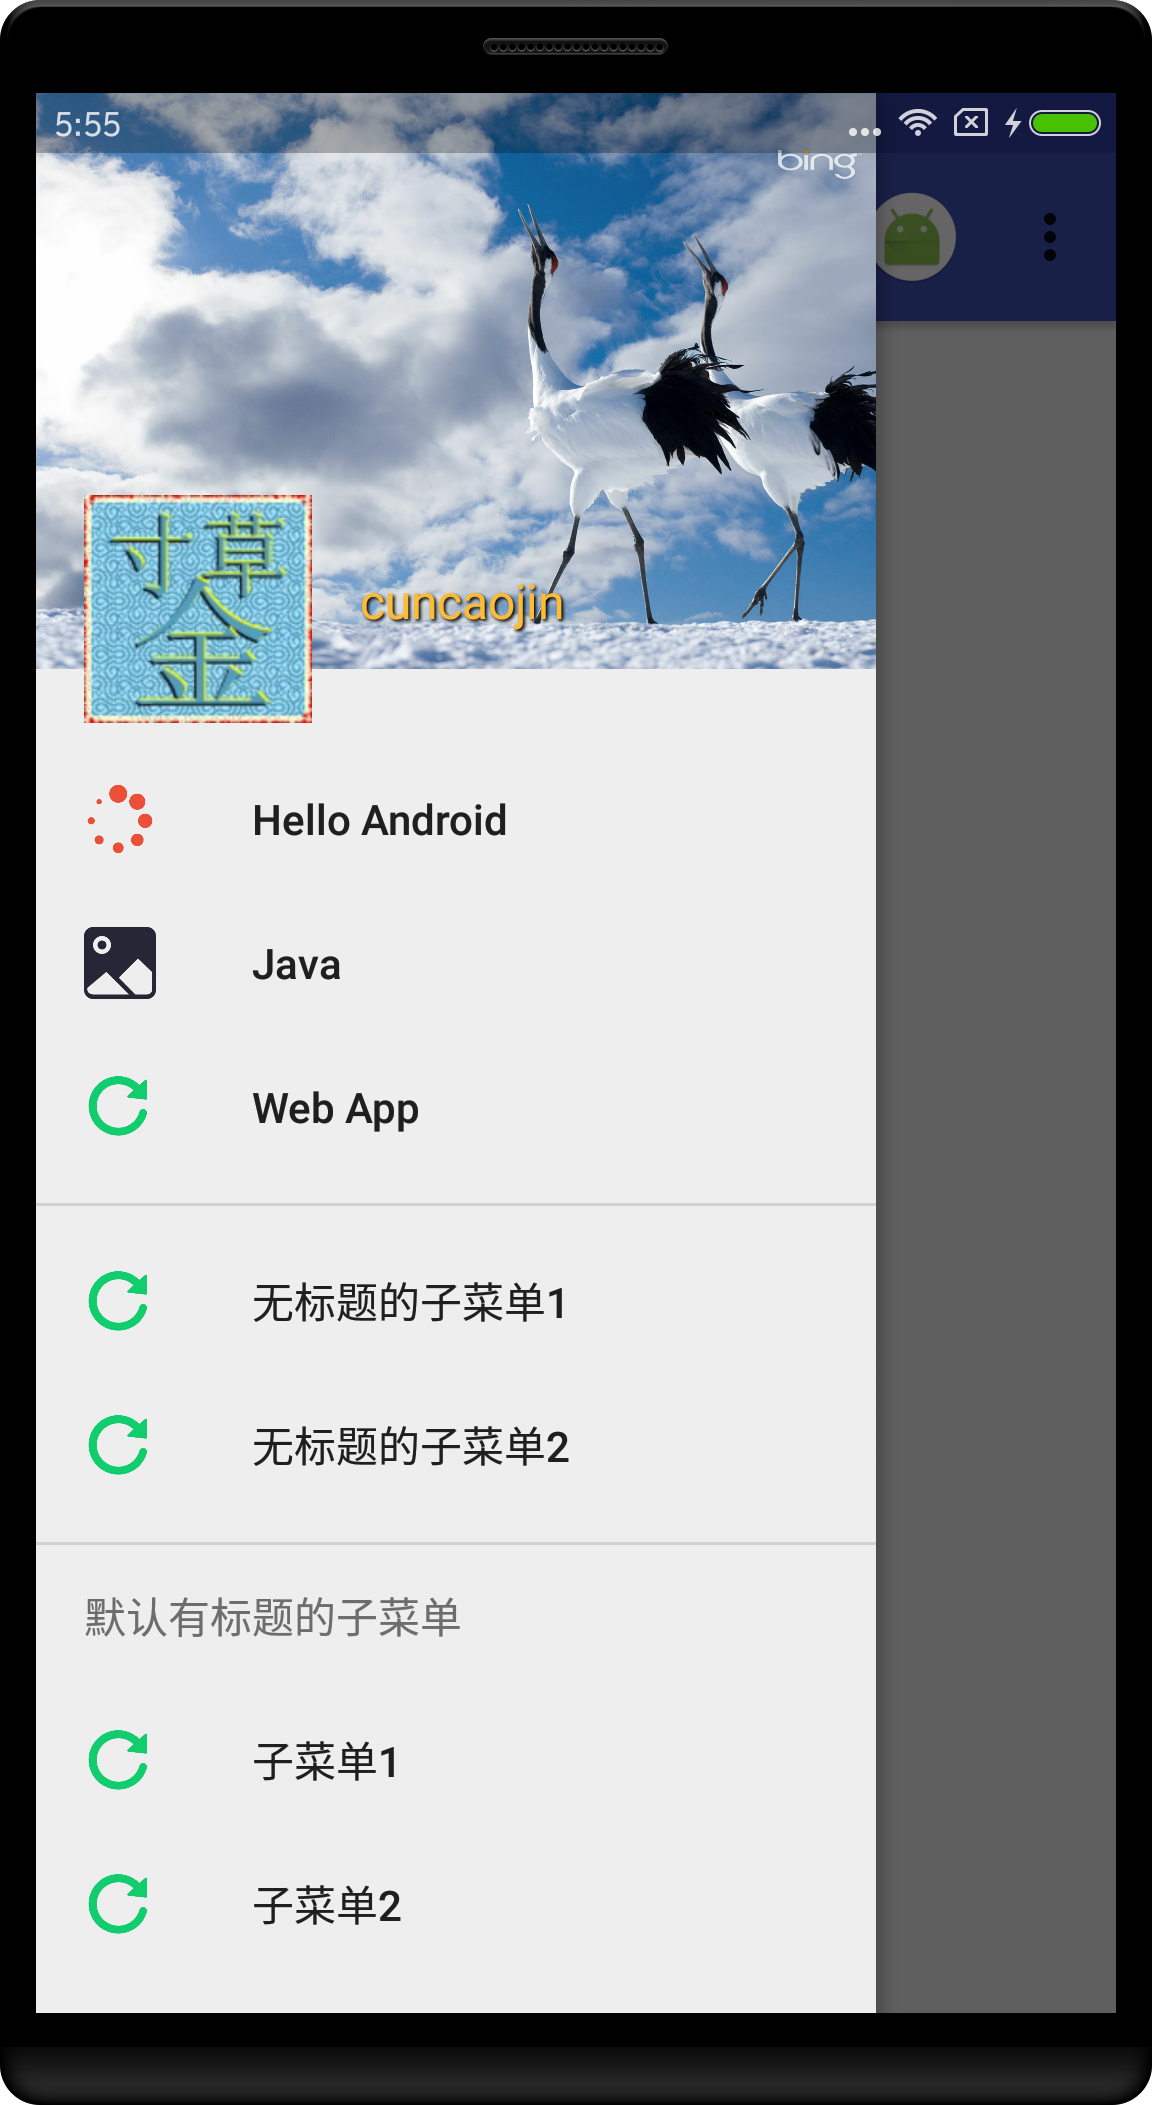 5:55
bing
寸草
金
cuncaojin
Hello Android
Java
Web App
无标题的子菜单1
无标题的子菜单2
默认有标题的子菜单
子菜单1
子菜单2